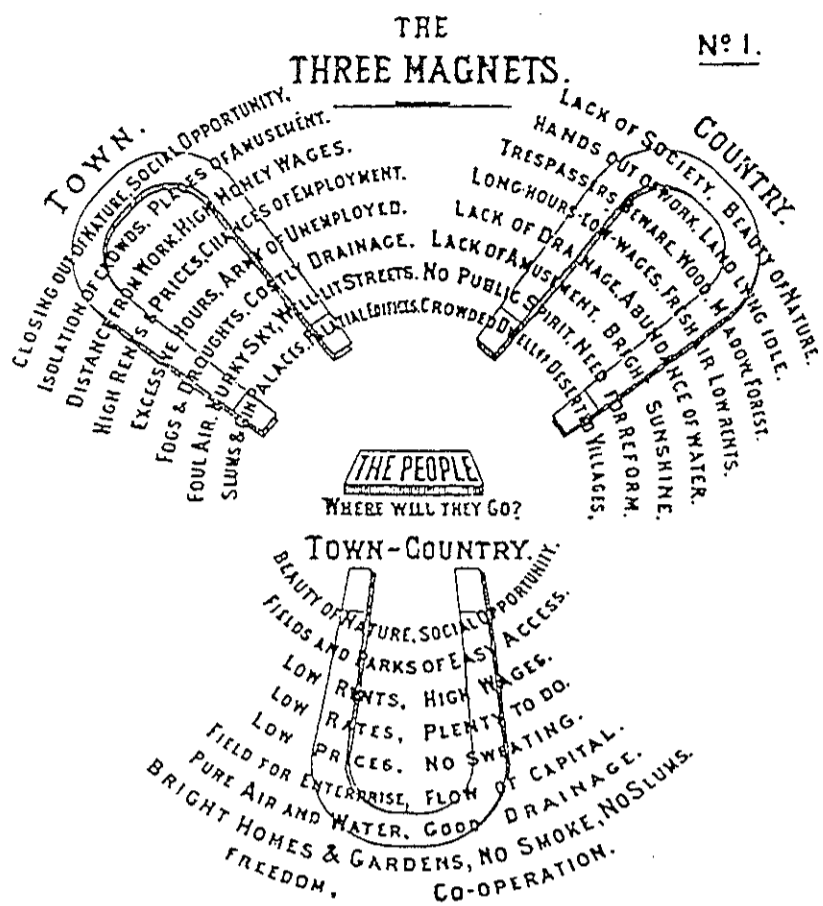 THE
THREE MAGNETS.
Nº 1.
TOWN.
CLOSING OUT OF NATURE. SOCIAL OPPORTUNITY.
ISOLATION OF CROWDS. PLACES OF AMUSEMENT.
DISTANCE FROM WORK. HIGH MONEY WAGES.
HIGH RENTS & PRICES. CHANCES OF EMPLOYMENT.
EXCESSIVE HOURS. ARMY OF UNEMPLOYED.
FOGS & DROUGHTS. COSTLY DRAINAGE.
FOUL AIR. MURKY SKY. WELL-LIT STREETS.
SLUMS & GIN PALACES. PALATIAL EDIFICES.
COUNTRY.
LACK OF SOCIETY. BEAUTY OF NATURE.
HANDS OUT OF WORK. LAND LYING IDLE.
TRESPASSERS BEWARE. WOOD, MEADOW, FOREST.
LONG HOURS-LOW WAGES. FRESH AIR LOW RENTS.
LACK OF DRAINAGE. ABUNDANCE OF WATER.
LACK OF AMUSEMENT. BRIGHT SUNSHINE.
NO PUBLIC SPIRIT. NEED FOR REFORM.
CROWDED DWELLGS DESERTED VILLAGES,
THE PEOPLE
WHERE WILL THEY GO?
TOWN-COUNTRY.
BEAUTY OF NATURE. SOCIAL OPPORTUNITY.
FIELDS AND PARKS OF EASY ACCESS.
LOW RENTS, HIGH WAGES.
LOW RATES, PLENTY TO DO.
LOW PRICES. NO SWEATING.
FIELD FOR ENTERPRISE, FLOW OF CAPITAL.
PURE AIR AND WATER. GOOD DRAINAGE.
BRIGHT HOMES & GARDENS, NO SMOKE, NO SLUMS.
FREEDOM. CO-OPERATION.